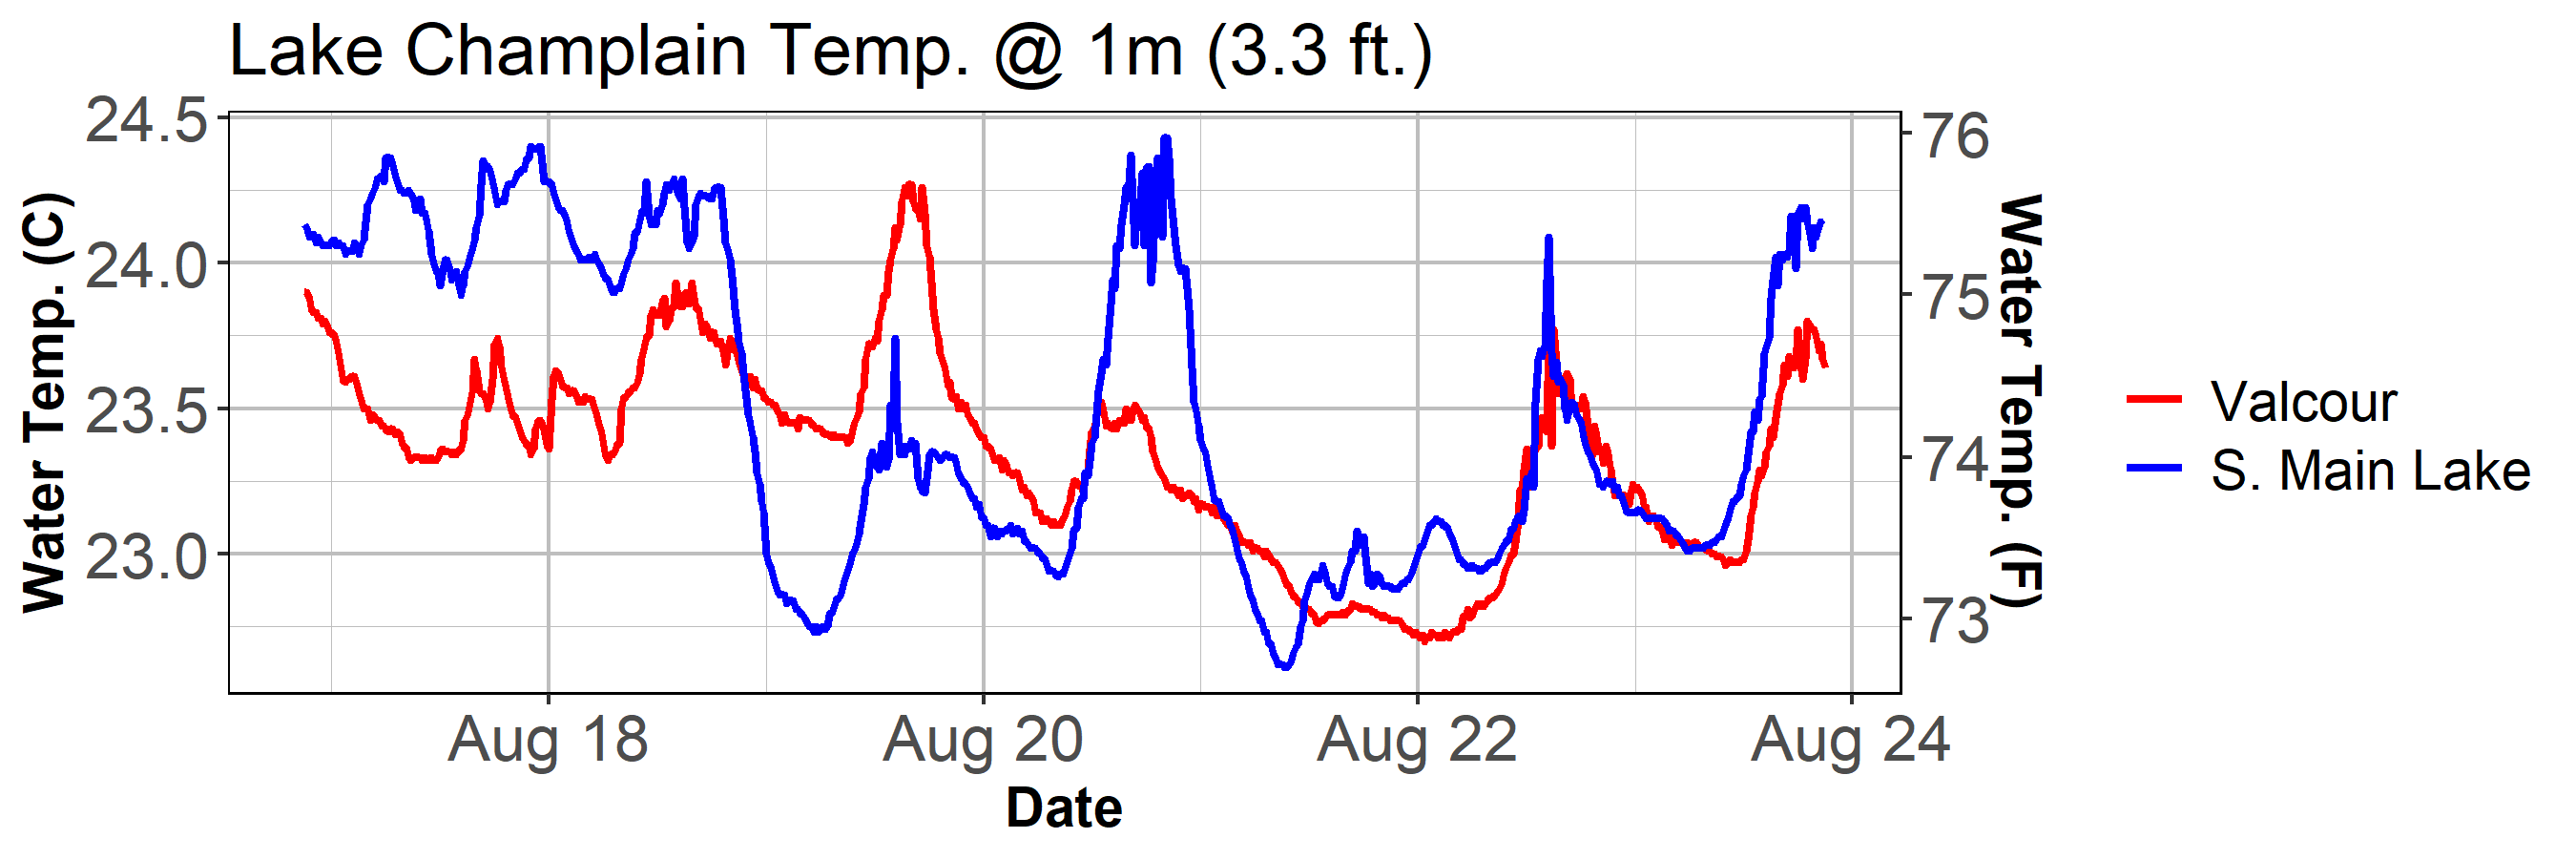 Lake Champlain Temp. @ 1m (3.3 ft.)
24.5
24.0
23.5
23.0
Water Temp. (C)
76
75
74
73
Water Temp. (F)
Aug 18
Aug 20
Aug 22
Aug 24
Date
Valcour
S. Main Lake